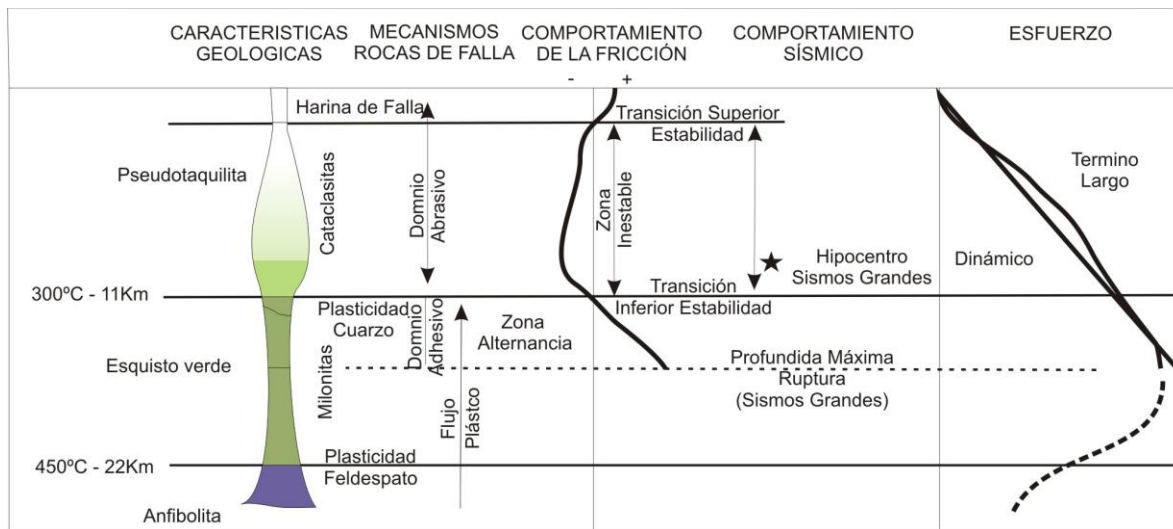 CARACTERISTICAS
GEOLOGICAS
MECANISMOS
ROCAS DE FALLA
COMPORTAMIENTO
DE LA FRICCIÓN
COMPORTAMIENTO
SÍSMICO
ESFUERZO
- +
Harina de Falla
Transición Superior
Estabilidad
Pseudotaquilita
Cataclasitas
Domnio
Abrasivo
Zona
Inestable
Termino
Largo
Hipocentro
Sismos Grandes
Dinámico
300ºC - 11Km
Transición
Inferior Estabilidad
Plasticidad
Cuarzo
Domnio
Adhesivo
Zona
Alternancia
Esquisto verde
Milonitas
Profundida Máxima
Ruptura
(Sismos Grandes)
Flujo
Plástco
450ºC - 22Km
Plasticidad
Feldespato
Anfibolita